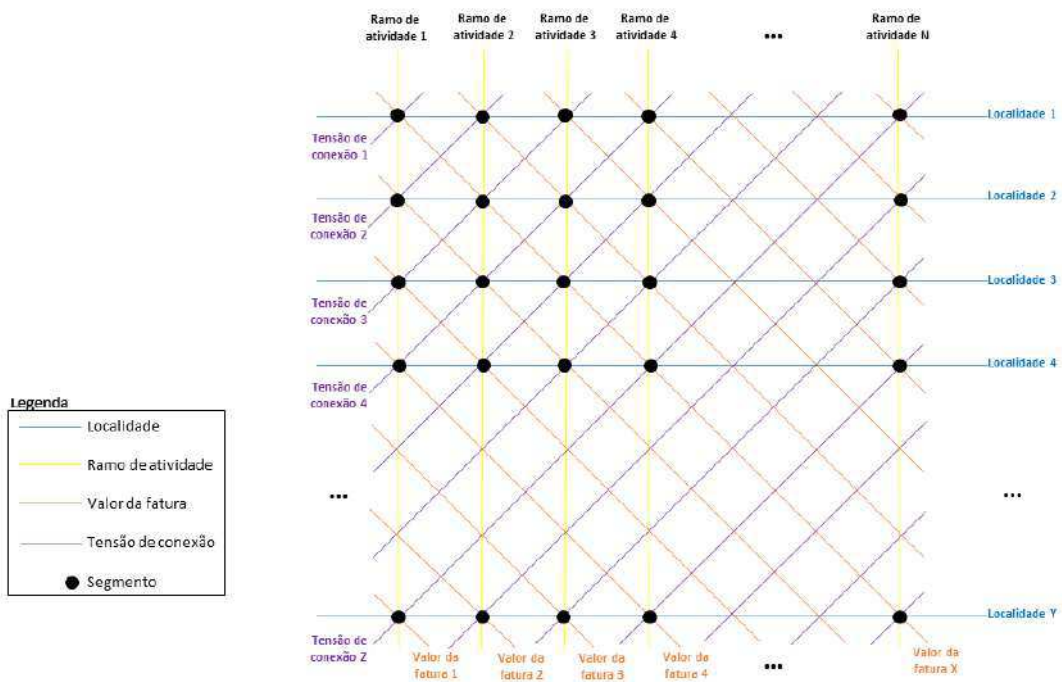 Ramo de
atividade 1
Ramo de
atividade 2
Ramo de
atividade 3
Ramo de
atividade 4
...
Ramo de
atividade N
Localidade 1
Tensão de
conexão 1
Localidade 2
Tensão de
conexão 2
Localidade 3
Tensão de
conexão 3
Localidade 4
Tensão de
conexão 4
Legenda
Localidade
Ramo de atividade
Valor da fatura
Tensão de conexão
Segmento
...
...
Localidade Y
Tensão de
conexão Z
Valor da
fatura 1
Valor da
fatura 2
Valor da
fatura 3
Valor da
fatura 4
...
Valor da
fatura X